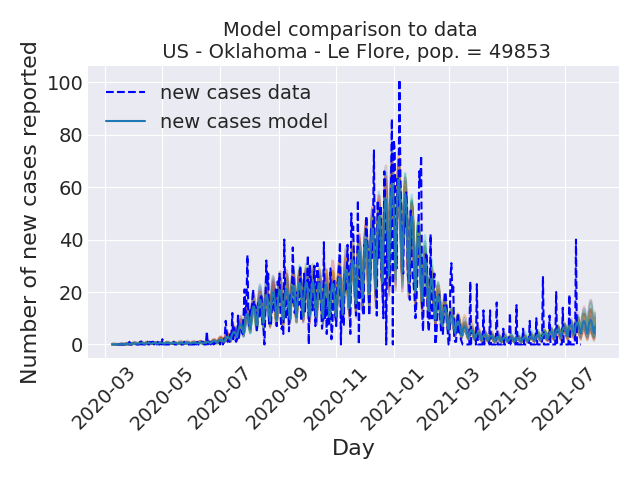 Model comparison to data
US - Oklahoma - Le Flore, pop. = 49853
Number of new cases reported
100
80
60
40
20
0
new cases data
new cases model
2020-03
2020-05
2020-07
2020-09
2020-11
2021-01
2021-03
2021-05
2021-07
Day